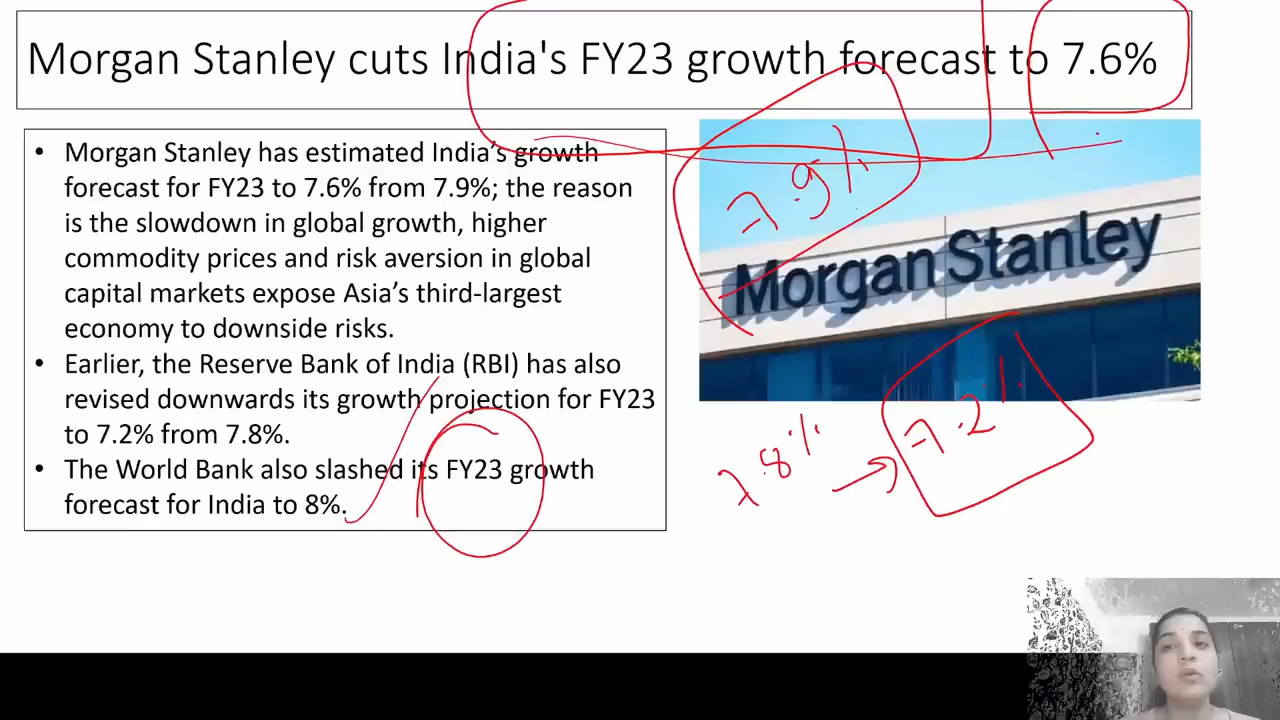 Morgan Stanley cuts India's FY23 growth forecast to 7.6%
• Morgan Stanley has estimated India's growth
forecast for FY23 to 7.6% from 7.9%; the reason
is the slowdown in global growth, higher
commodity prices and risk aversion in global
capital markets expose Asia's third-largest
economy to downside risks.
• Earlier, the Reserve Bank of India (RBI) has also
revised downwards its growth projection for FY23
to 7.2% from 7.8%.
• The World Bank also slashed its FY23 growth
forecast for India to 8%.
7.9%
Morgan Stanley
7.8% → 7.2%